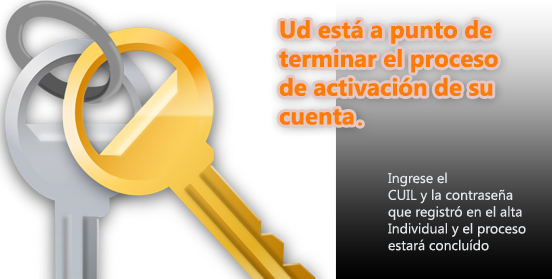 Ud está a punto de
terminar el proceso
de activación de su
cuenta.
Ingrese el
CUIL y la contraseña
que registró en el alta
Individual y el proceso
estará concluído